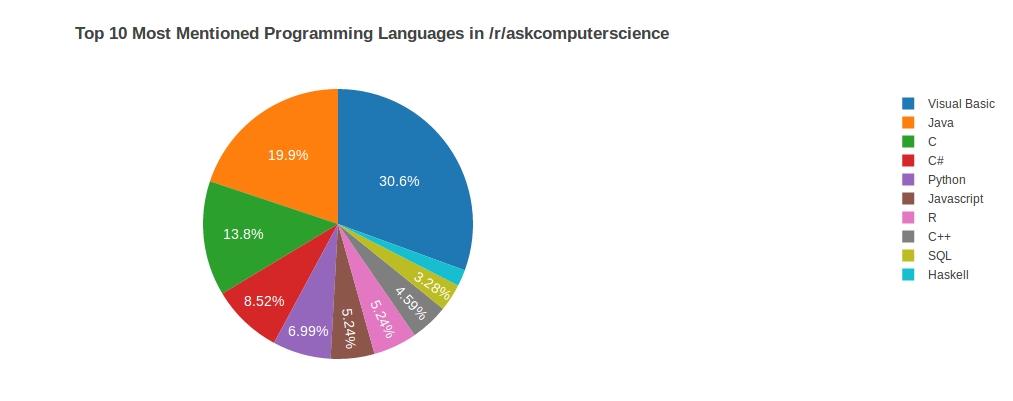 Top 10 Most Mentioned Programming Languages in /r/askcomputerscience
Visual Basic
Java
C
C#
Python
Javascript
R
C++
SQL
Haskell
30.6%
19.9%
13.8%
8.52%
6.99%
5.24%
5.24%
4.59%
3.28%